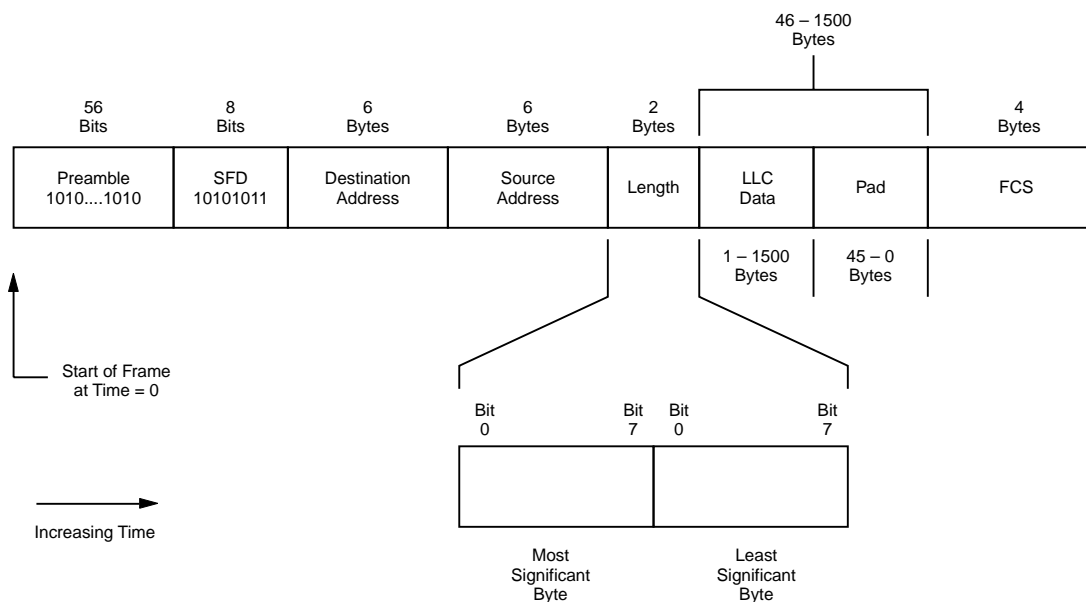 46 – 1500
Bytes
56
Bits
8
Bits
6
Bytes
6
Bytes
2
Bytes
4
Bytes
Preamble
1010....1010
SFD
10101011
Destination
Address
Source
Address
Length
LLC
Data
Pad
FCS
1 – 1500
Bytes
45 – 0
Bytes
Start of Frame
at Time = 0
Bit
0
Bit
7
Bit
0
Bit
7
Increasing Time
Most
Significant
Byte
Least
Significant
Byte